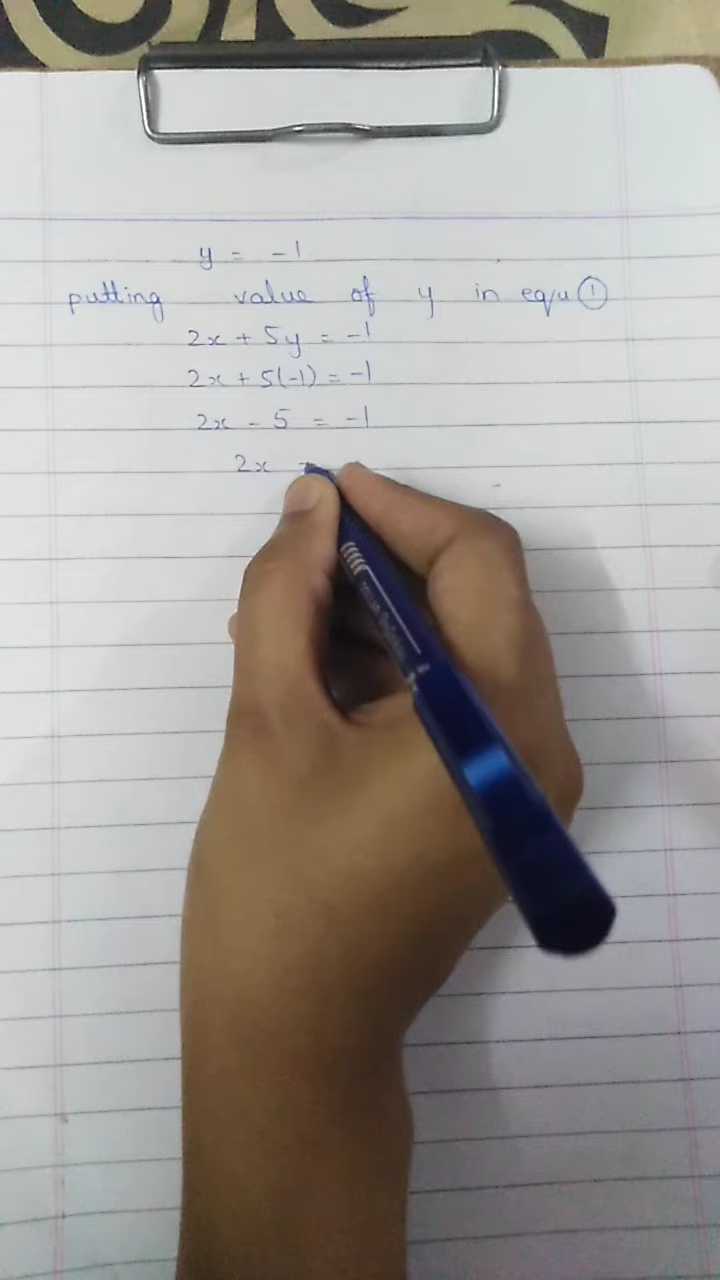 y = -1
putting value of y in equ ①
2x + 5y = -1
2x + 5(-1) = -1
2x - 5 = -1
2x =